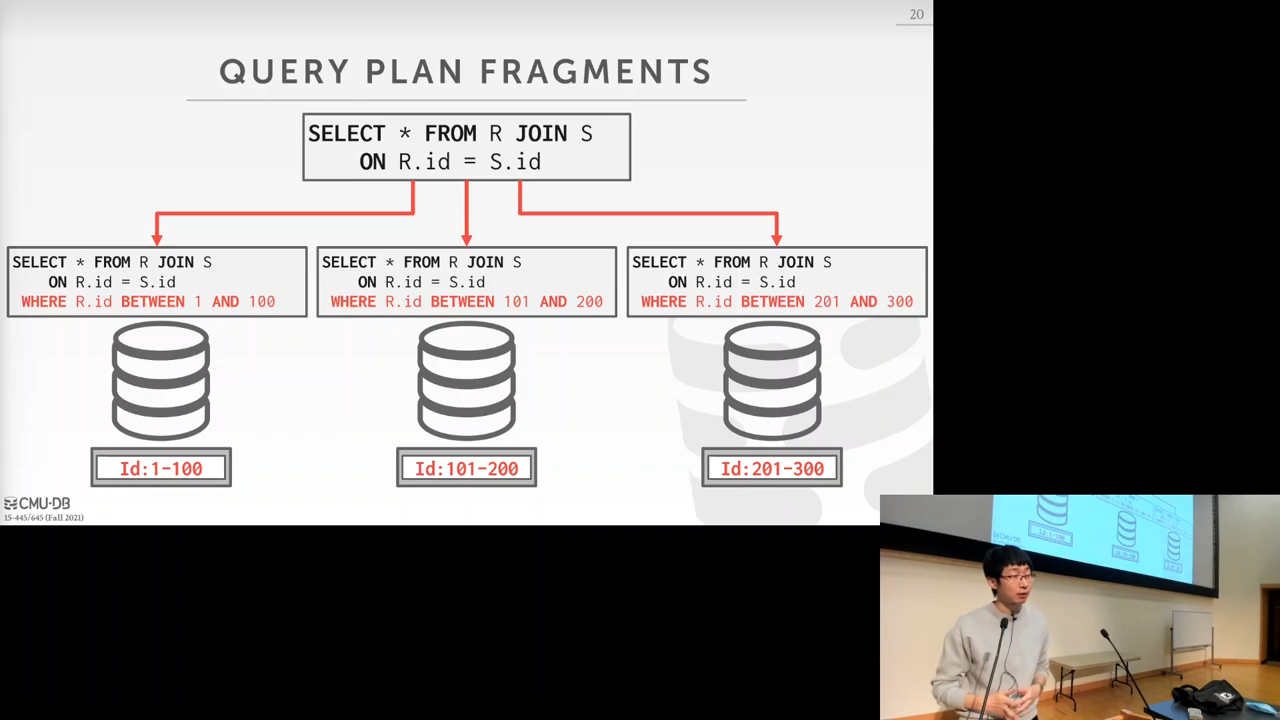 20
QUERY PLAN FRAGMENTS
SELECT * FROM R JOIN S
ON R.id = S.id
SELECT * FROM R JOIN S
ON R.id = S.id
WHERE R.id BETWEEN 1 AND 100
SELECT * FROM R JOIN S
ON R.id = S.id
WHERE R.id BETWEEN 101 AND 200
SELECT * FROM R JOIN S
ON R.id = S.id
WHERE R.id BETWEEN 201 AND 300
Id:1-100
Id:101-200
Id:201-300
CMU·DB
15-445/645 (Fall 2021)
Id:1-100